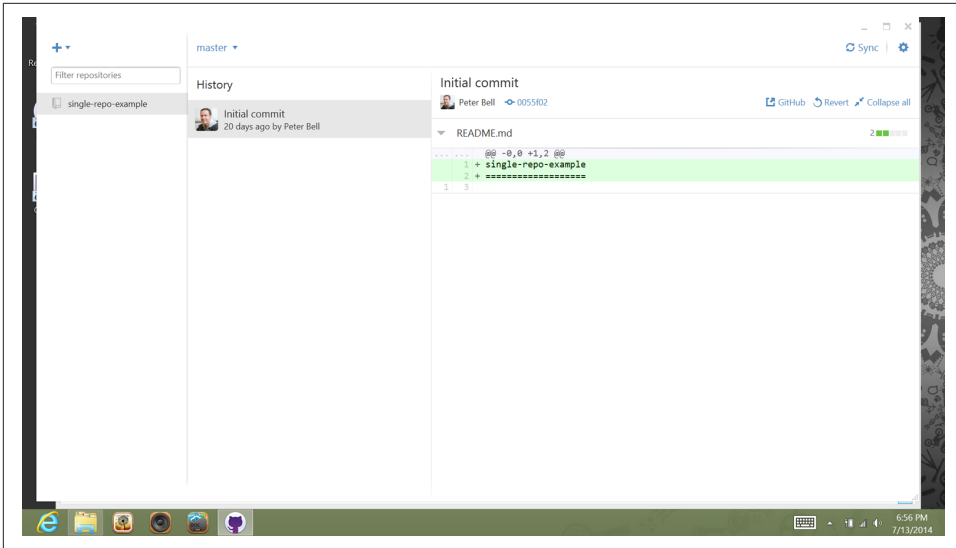 master
Sync
Filter repositories
single-repo-example
History
Initial commit
20 days ago by Peter Bell
Initial commit
Peter Bell 0055f02
GitHub Revert Collapse all
README.md 2
... ... @@ -0,0 +1,2 @@
1 + single-repo-example
2 + ===================
1 3
6:56 PM
7/13/2014